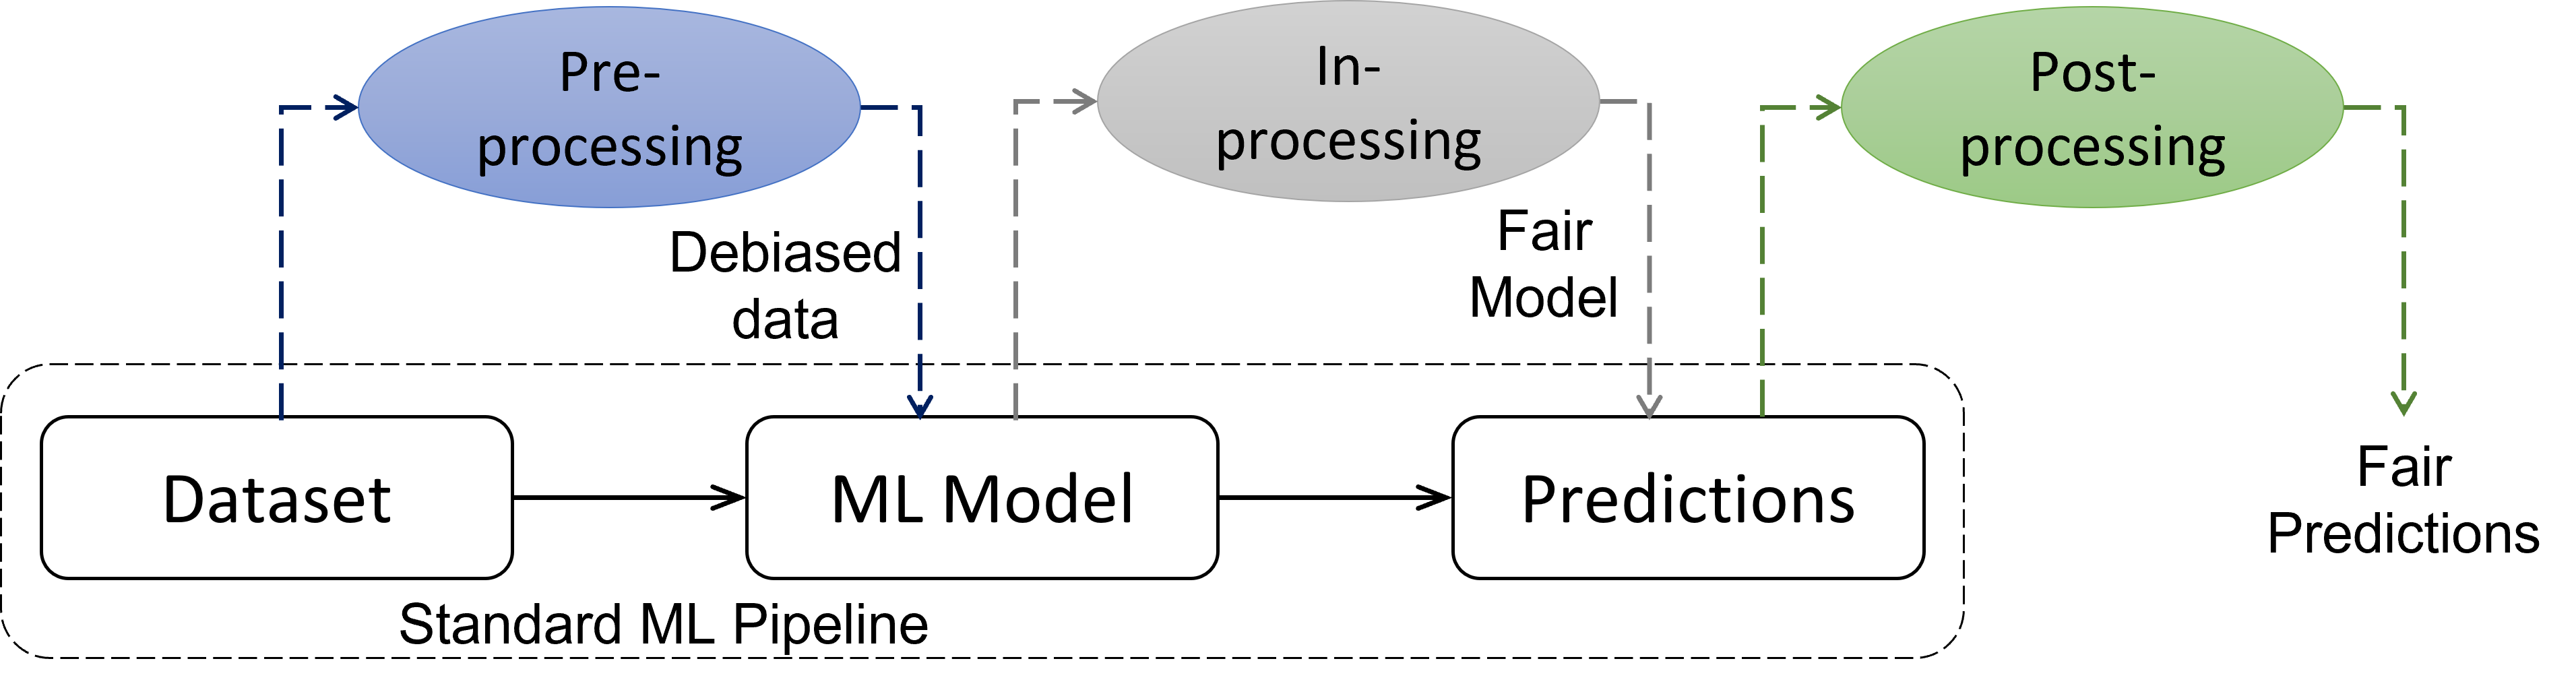 Pre-
processing
In-
processing
Post-
processing
Debiased
data
Fair
Model
Dataset
ML Model
Predictions
Fair
Predictions
Standard ML Pipeline